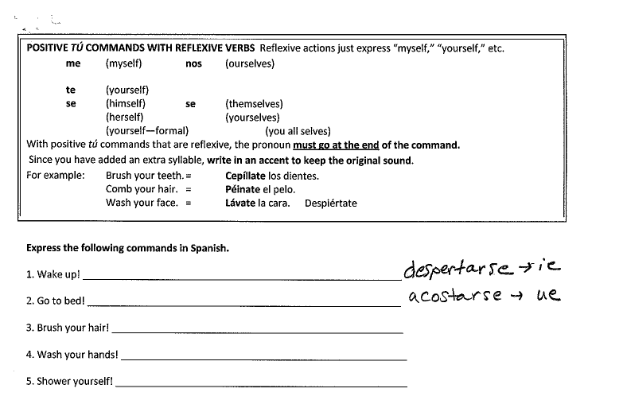 POSITIVE TÚ COMMANDS WITH REFLEXIVE VERBS Reflexive actions just express "myself," "yourself," etc.
me (myself) nos (ourselves)
te (yourself)
se (himself) se (themselves)
(herself) (yourselves)
(yourself—formal) (you all selves)
With positive tú commands that are reflexive, the pronoun must go at the end of the command.
Since you have added an extra syllable, write in an accent to keep the original sound.
For example: Brush your teeth. = Cepíllate los dientes.
Comb your hair. = Péinate el pelo.
Wash your face. = Lávate la cara. Despiértate
Express the following commands in Spanish.
1. Wake up! despertarse → ie
2. Go to bed! acostarse → ue
3. Brush your hair!
4. Wash your hands!
5. Shower yourself!